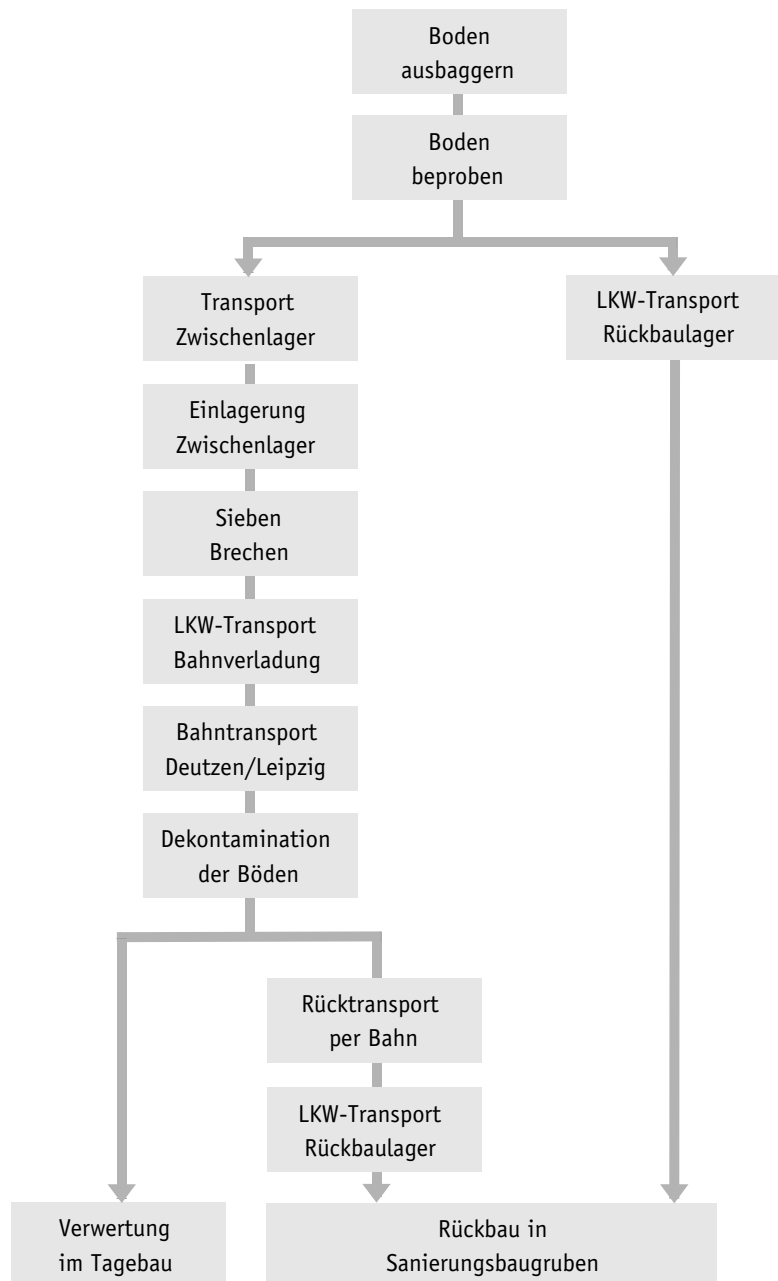 Boden
ausbaggern
Boden
beproben
Transport
Zwischenlager
LKW-Transport
Rückbaulager
Einlagerung
Zwischenlager
Sieben
Brechen
LKW-Transport
Bahnverladung
Bahntransport
Deutzen/Leipzig
Dekontamination
der Böden
Rücktransport
per Bahn
LKW-Transport
Rückbaulager
Verwertung
im Tagebau
Rückbau in
Sanierungsbaugruben